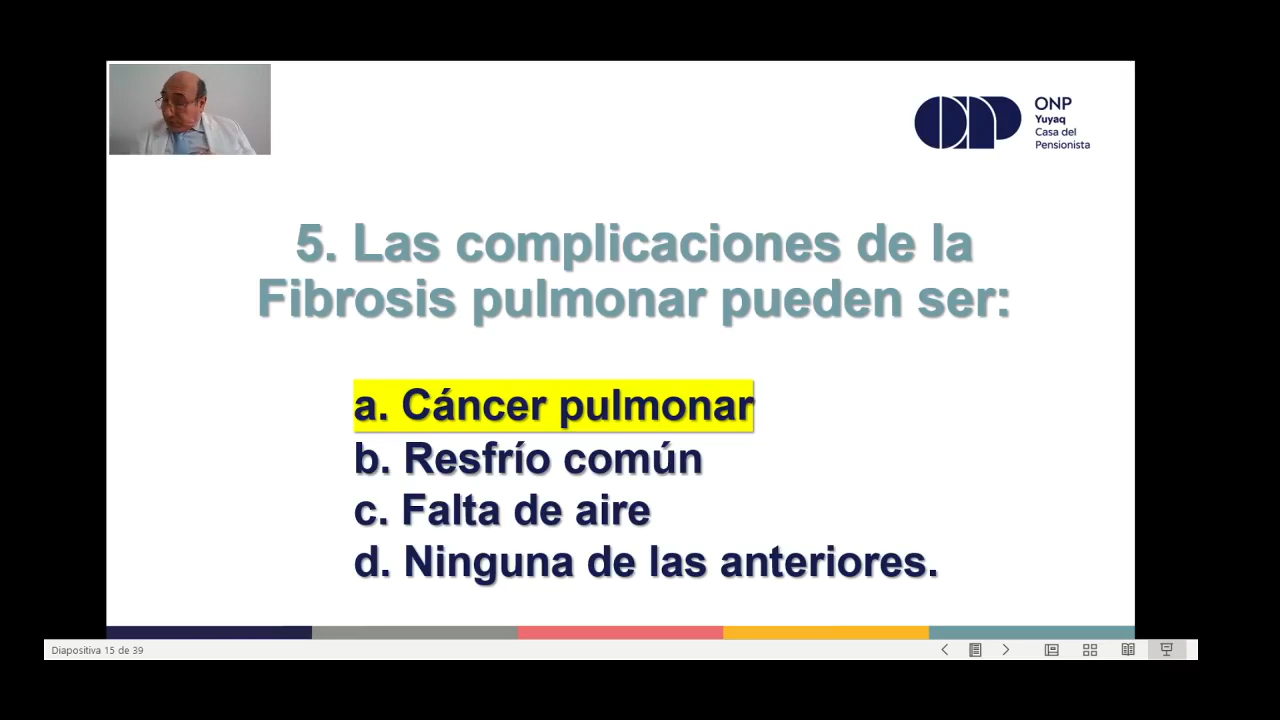 ONP
Yuyaq
Casa del
Pensionista
5. Las complicaciones de la
Fibrosis pulmonar pueden ser:
a. Cáncer pulmonar
b. Resfrío común
c. Falta de aire
d. Ninguna de las anteriores.
Diapositiva 15 de 39